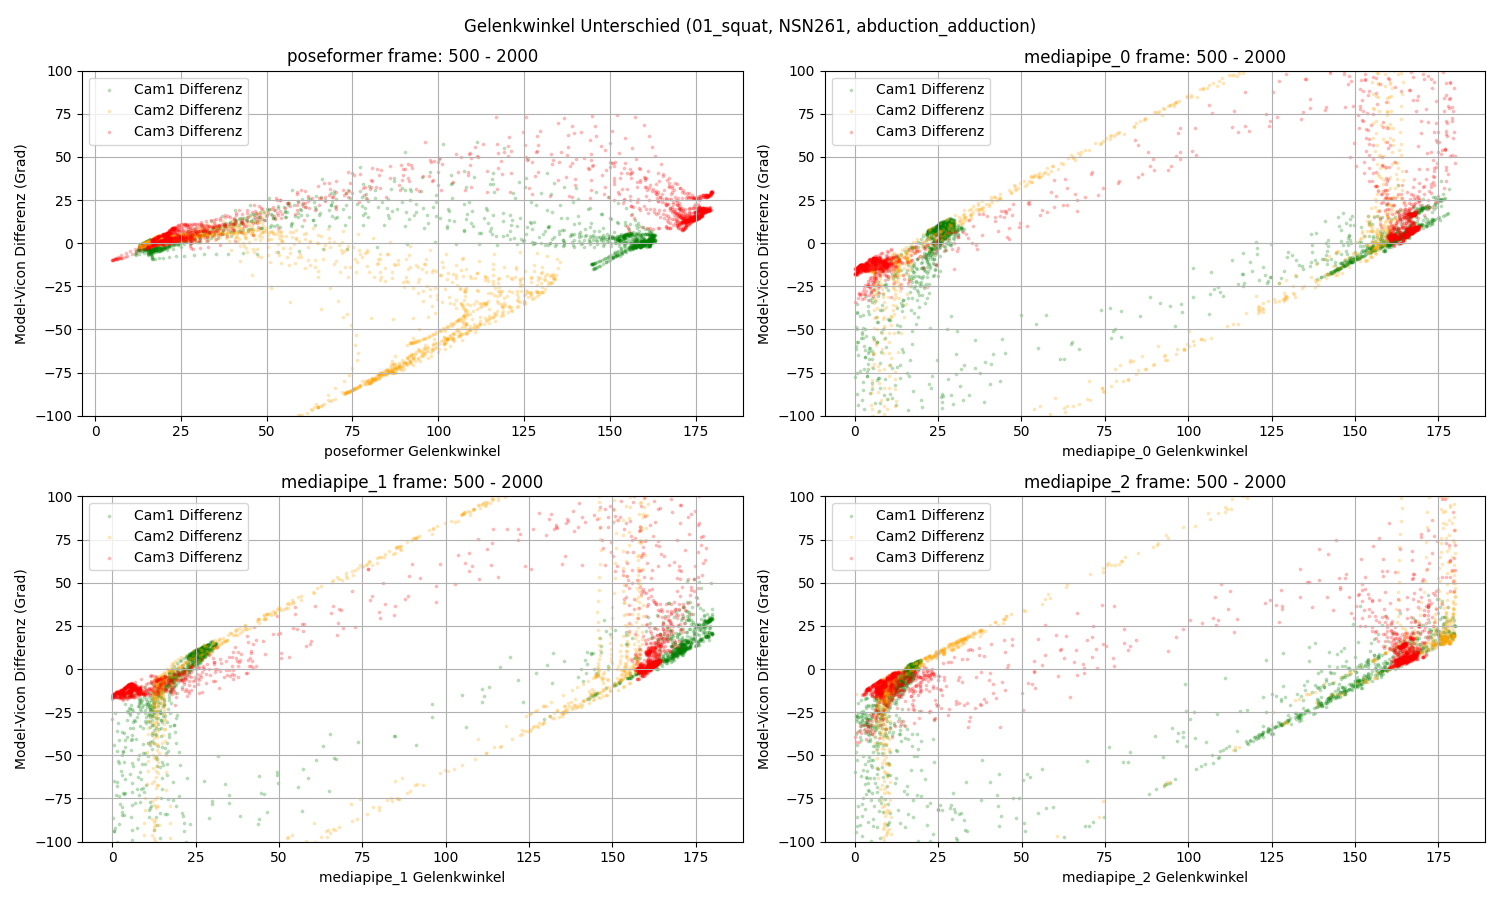 Gelenkwinkel Unterschied (01_squat, NSN261, abduction_adduction)
poseformer frame: 500 - 2000
Model-Vicon Differenz (Grad)
100
75
50
25
0
−25
−50
−75
−100
Cam1 Differenz
Cam2 Differenz
Cam3 Differenz
0 25 50 75 100 125 150 175
poseformer Gelenkwinkel
mediapipe_0 frame: 500 - 2000
Model-Vicon Differenz (Grad)
100
75
50
25
0
−25
−50
−75
−100
Cam1 Differenz
Cam2 Differenz
Cam3 Differenz
0 25 50 75 100 125 150 175
mediapipe_0 Gelenkwinkel
mediapipe_1 frame: 500 - 2000
Model-Vicon Differenz (Grad)
100
75
50
25
0
−25
−50
−75
−100
Cam1 Differenz
Cam2 Differenz
Cam3 Differenz
0 25 50 75 100 125 150 175
mediapipe_1 Gelenkwinkel
mediapipe_2 frame: 500 - 2000
Model-Vicon Differenz (Grad)
100
75
50
25
0
−25
−50
−75
−100
Cam1 Differenz
Cam2 Differenz
Cam3 Differenz
0 25 50 75 100 125 150 175
mediapipe_2 Gelenkwinkel